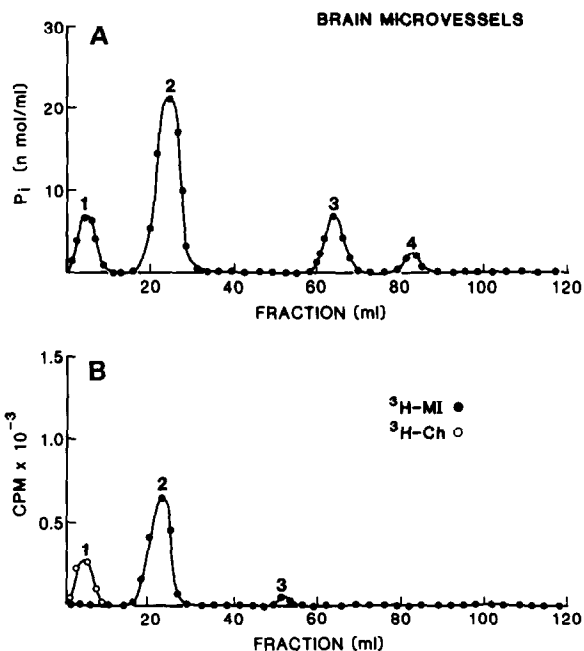 BRAIN MICROVESSELS
A
30
20
10
Pi (n mol/ml)
1
2
3
4
20 40 60 80 100 120
FRACTION (ml)
B
1.5
1.0
0.5
CPM x 10⁻³
³H-MI ●
³H-Ch ○
1
2
3
20 40 60 80 100 120
FRACTION (ml)